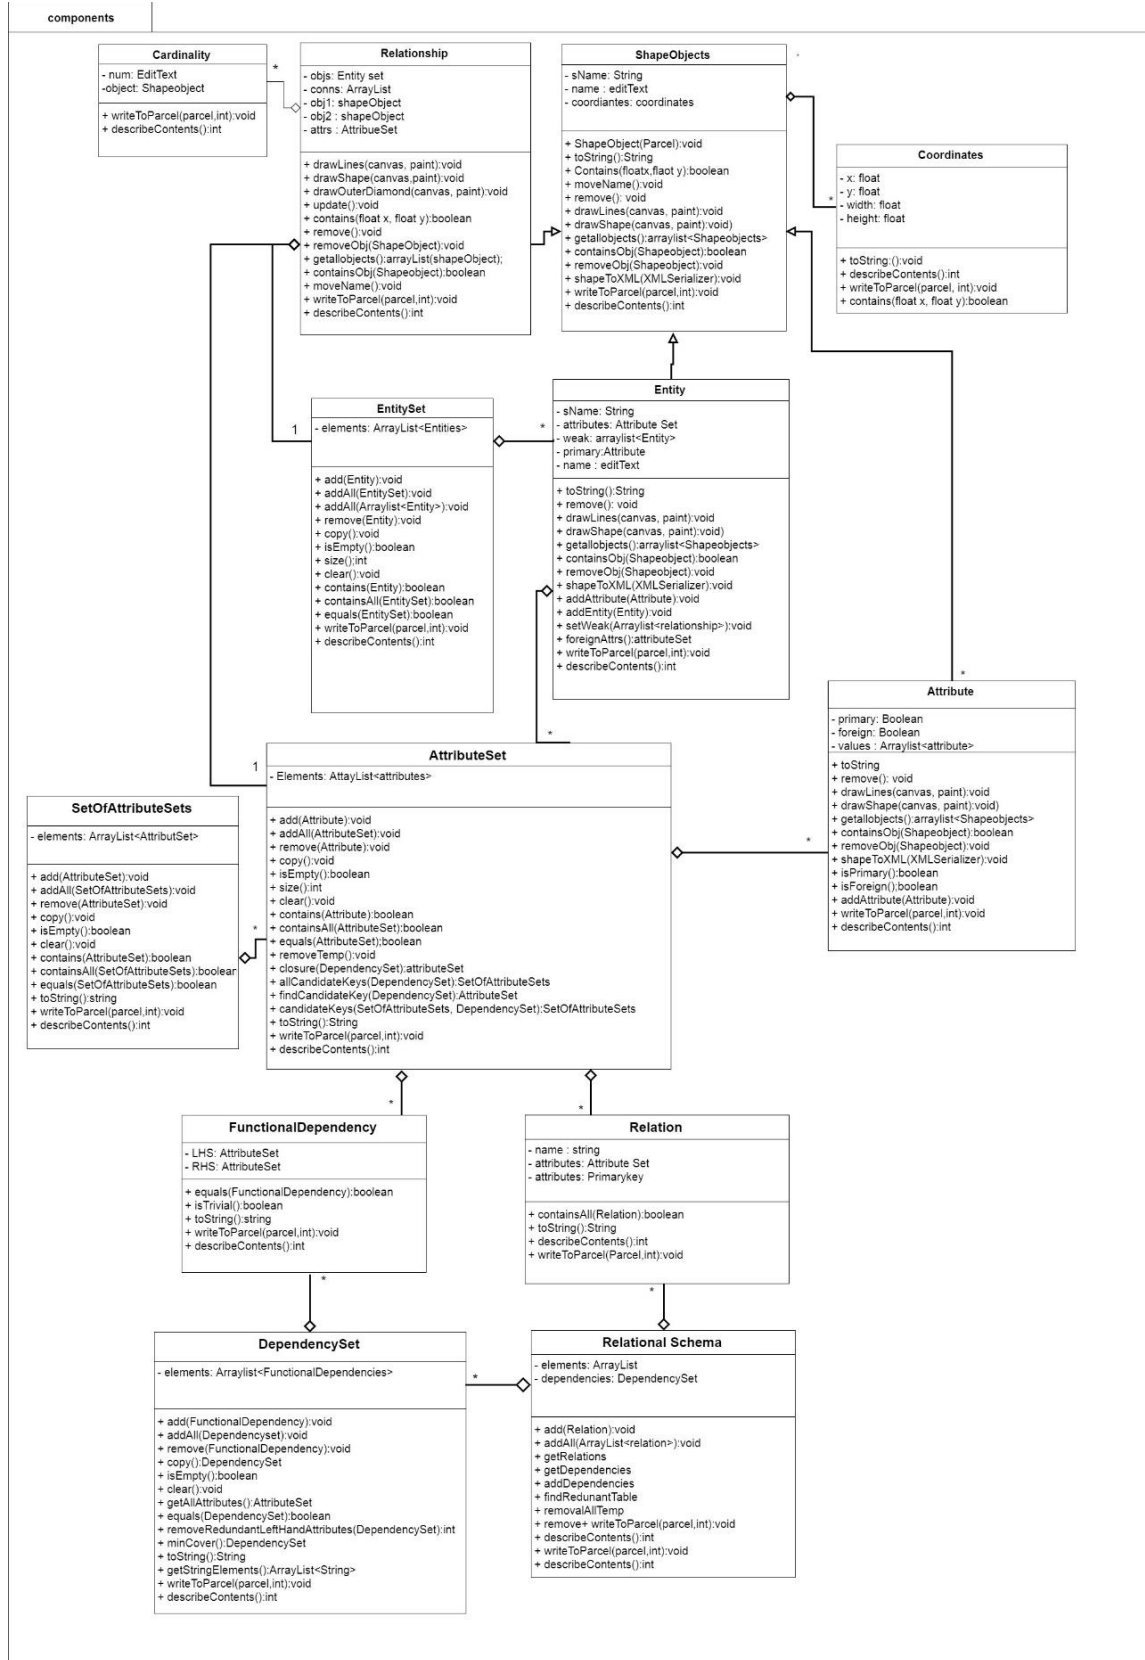 components
Cardinality
- num: EditText
-object: Shapeobject
+ writeToParcel(parcel,int):void
+ describeContents():int
*
Relationship
- objs: Entity set
- conns: ArrayList
- obj1: shapeObject
- obj2 : shapeObject
- attrs : AttribueSet
+ drawLines(canvas, paint):void
+ drawShape(canvas,paint):void
+ drawOuterDiamond(canvas, paint):void
+ update():void
+ contains(float x, float y):boolean
+ remove():void
+ removeObj(ShapeObject):void
+ getallobjects():arrayList(shapeObject);
+ containsObj(Shapeobject):boolean
+ moveName():void
+ writeToParcel(parcel,int):void
+ describeContents():int
ShapeObjects
- sName: String
- name : editText
- coordiantes: coordinates
+ ShapeObject(Parcel):void
+ toString():String
+ Contains(floatx,flaot y):boolean
+ moveName():void
+ remove(): void
+ drawLines(canvas, paint):void
+ drawShape(canvas, paint):void)
+ getallobjects():arraylist<Shapeobjects>
+ containsObj(Shapeobject):boolean
+ removeObj(Shapeobject):void
+ shapeToXML(XMLSerializer):void
+ writeToParcel(parcel,int):void
+ describeContents():int
*
Coordinates
- x: float
- y: float
- width: float
- height: float
+ toString:():void
+ describeContents():int
+ writeToParcel(parcel, int):void
+ contains(float x, float y):boolean
1
EntitySet
- elements: ArrayList<Entities>
+ add(Entity):void
+ addAll(EntitySet):void
+ addAll(Arraylist<Entity>):void
+ remove(Entity):void
+ copy():void
+ isEmpty():boolean
+ size();int
+ clear():void
+ contains(Entity):boolean
+ containsAll(EntitySet):boolean
+ equals(EntitySet):boolean
+ writeToParcel(parcel,int):void
+ describeContents():int
*
Entity
- sName: String
- attributes: Attribute Set
- weak: arraylist<Entity>
- primary:Attribute
- name : editText
+ toString():String
+ remove(): void
+ drawLines(canvas, paint):void
+ drawShape(canvas, paint):void)
+ getallobjects():arraylist<Shapeobjects>
+ containsObj(Shapeobject):boolean
+ removeObj(Shapeobject):void
+ shapeToXML(XMLSerializer):void
+ addAttribute(Attribute):void
+ addEntity(Entity):void
+ setWeak(Arraylist<relationship>):void
+ foreignAttrs():attributeSet
+ writeToParcel(parcel,int):void
+ describeContents():int
*
Attribute
- primary: Boolean
- foreign: Boolean
- values : Arraylist<attribute>
+ toString
+ remove(): void
+ drawLines(canvas, paint):void
+ drawShape(canvas, paint):void)
+ getallobjects():arraylist<Shapeobjects>
+ containsObj(Shapeobject):boolean
+ removeObj(Shapeobject):void
+ shapeToXML(XMLSerializer):void
+ isPrimary():boolean
+ isForeign();boolean
+ addAttribute(Attribute):void
+ writeToParcel(parcel,int):void
+ describeContents():int
*
1
*
AttributeSet
- Elements: AttayList<attributes>
+ add(Attribute):void
+ addAll(AttributeSet):void
+ remove(Attribute):void
+ copy():void
+ isEmpty():boolean
+ size():int
+ clear():void
+ contains(Attribute):boolean
+ containsAll(AttributeSet):boolean
+ equals(AttributeSet);boolean
+ removeTemp():void
+ closure(DependencySet):attributeSet
+ allCandidateKeys(DependencySet):SetOfAttributeSets
+ findCandidateKey(DependencySet):AttributeSet
+ candidateKeys(SetOfAttributeSets, DependencySet):SetOfAttributeSets
+ toString():String
+ writeToParcel(parcel,int):void
+ describeContents():int
SetOfAttributeSets
- elements: ArrayList<AttributSet>
+ add(AttributeSet):void
+ addAll(SetOfAttributeSets):void
+ remove(AttributeSet):void
+ copy():void
+ isEmpty():boolean
+ clear():void
+ contains(AttributeSet):boolean
+ containsAll(SetOfAttributeSets):boolean
+ equals(SetOfAttributeSets):boolean
+ toString():string
+ writeToParcel(parcel,int):void
+ describeContents():int
*
*
*
FunctionalDependency
- LHS: AttributeSet
- RHS: AttributeSet
+ equals(FunctionalDependency):boolean
+ isTrivial():boolean
+ toString():string
+ writeToParcel(parcel,int):void
+ describeContents():int
Relation
- name : string
- attributes: Attribute Set
- attributes: Primarykey
+ containsAll(Relation):boolean
+ toString():String
+ describeContents():int
+ writeToParcel(Parcel,int):void
*
*
DependencySet
- elements: Arraylist<FunctionalDependencies>
+ add(FunctionalDependency):void
+ addAll(Dependencyset):void
+ remove(FunctionalDependency):void
+ copy():DependencySet
+ isEmpty():boolean
+ clear():void
+ getAllAttributes():AttributeSet
+ equals(DependencySet):boolean
+ removeRedundantLeftHandAttributes(DependencySet):int
+ minCover():DependencySet
+ toString():String
+ getStringElements():ArrayList<String>
+ writeToParcel(parcel,int):void
+ describeContents():int
*
Relational Schema
- elements: ArrayList
- dependencies: DependencySet
+ add(Relation):void
+ addAll(ArrayList<relation>):void
+ getRelations
+ getDependencies
+ addDependencies
+ findRedunantTable
+ removalAllTemp
+ remove+ writeToParcel(parcel,int):void
+ describeContents():int
+ writeToParcel(parcel,int):void
+ describeContents():int